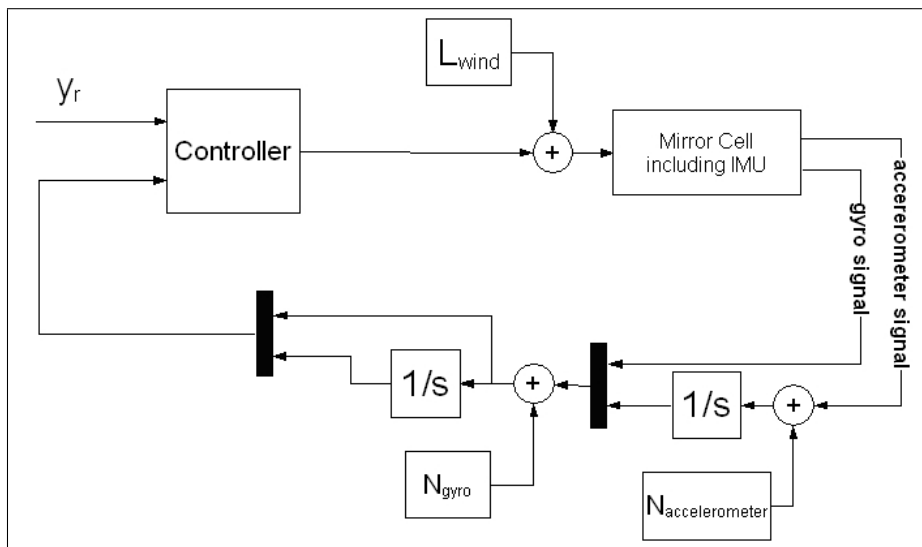 Lwind
yr
Controller
+
Mirror Cell
including IMU
accererometer signal
gyro signal
1/s
+
1/s
+
Ngyro
Naccelerometer